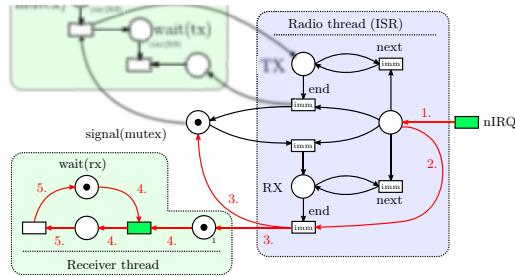 Radio thread (ISR)
wait(tx)
TX
next
imm
end
imm
1.
nIRQ
signal(mutex)
imm
2.
wait(rx)
RX
imm
next
5.
4.
3.
end
imm
5.
4.
4.
1
3.
Receiver thread